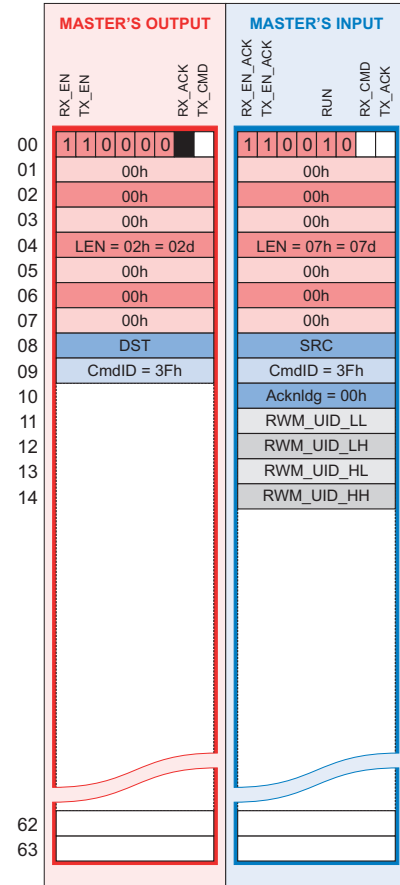 MASTER'S OUTPUT MASTER'S INPUT
RX_EN TX_EN RX_ACK TX_CMD RX_EN_ACK TX_EN_ACK RUN RX_CMD TX_ACK
00 1 1 0 0 0 0 1 1 0 0 1 0
01 00h 00h
02 00h 00h
03 00h 00h
04 LEN = 02h = 02d LEN = 07h = 07d
05 00h 00h
06 00h 00h
07 00h 00h
08 DST SRC
09 CmdID = 3Fh CmdID = 3Fh
10 Acknldg = 00h
11 RWM_UID_LL
12 RWM_UID_LH
13 RWM_UID_HL
14 RWM_UID_HH
62
63